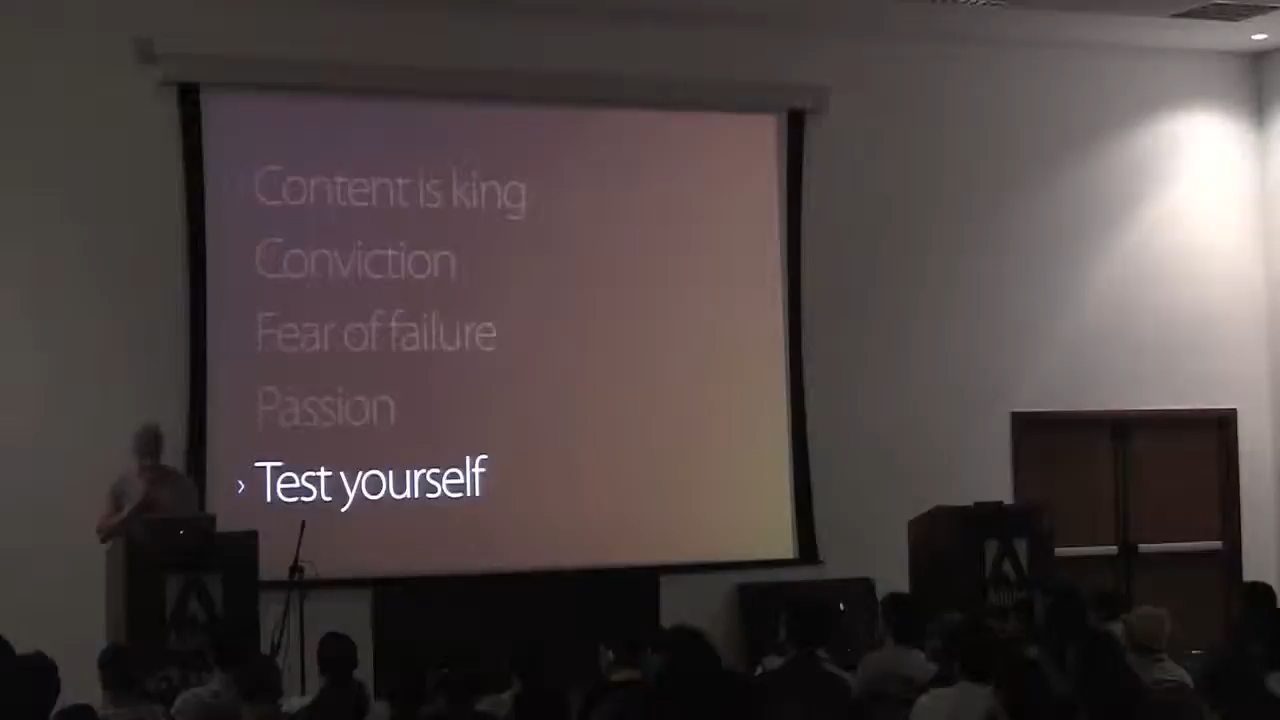 Content is king
Conviction
Fear of failure
Passion
› Test yourself